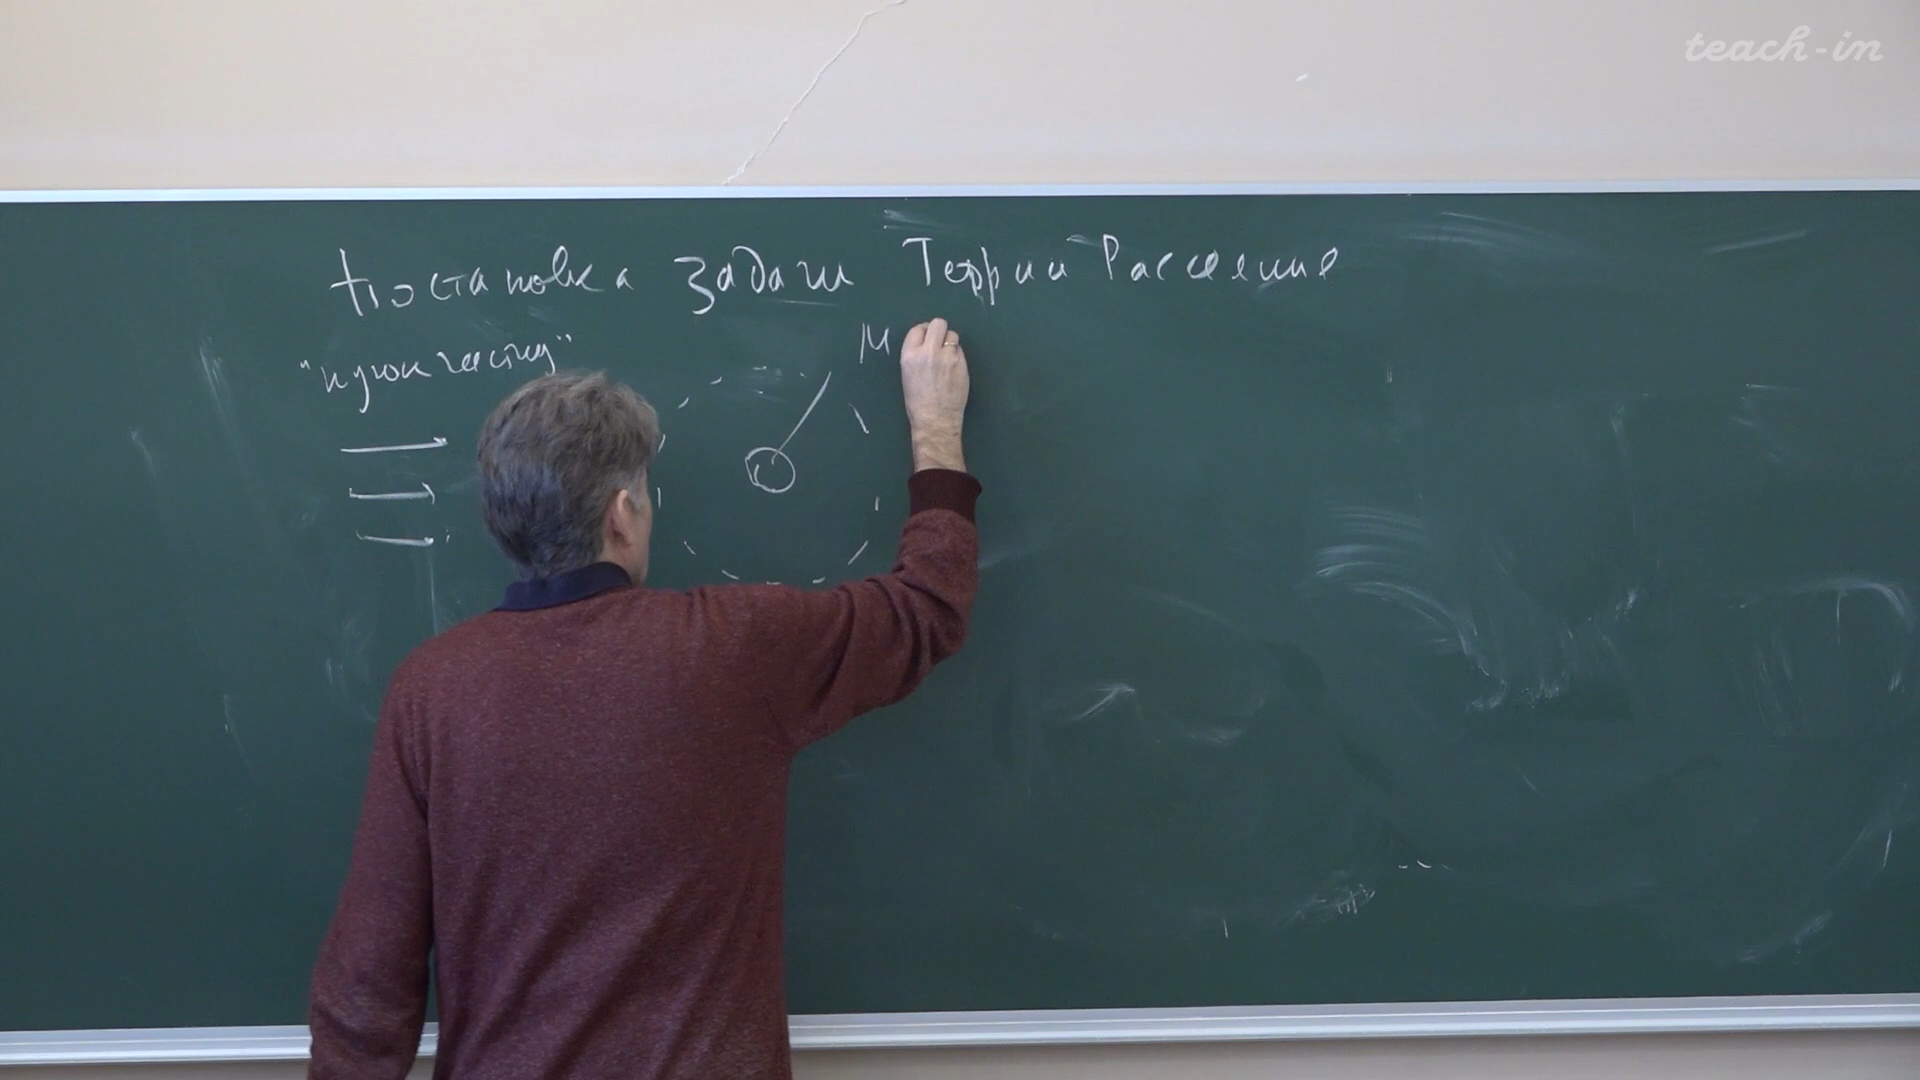 teach-in
Постановка задачи Теории Рассеяния
"пучок частиц"
М